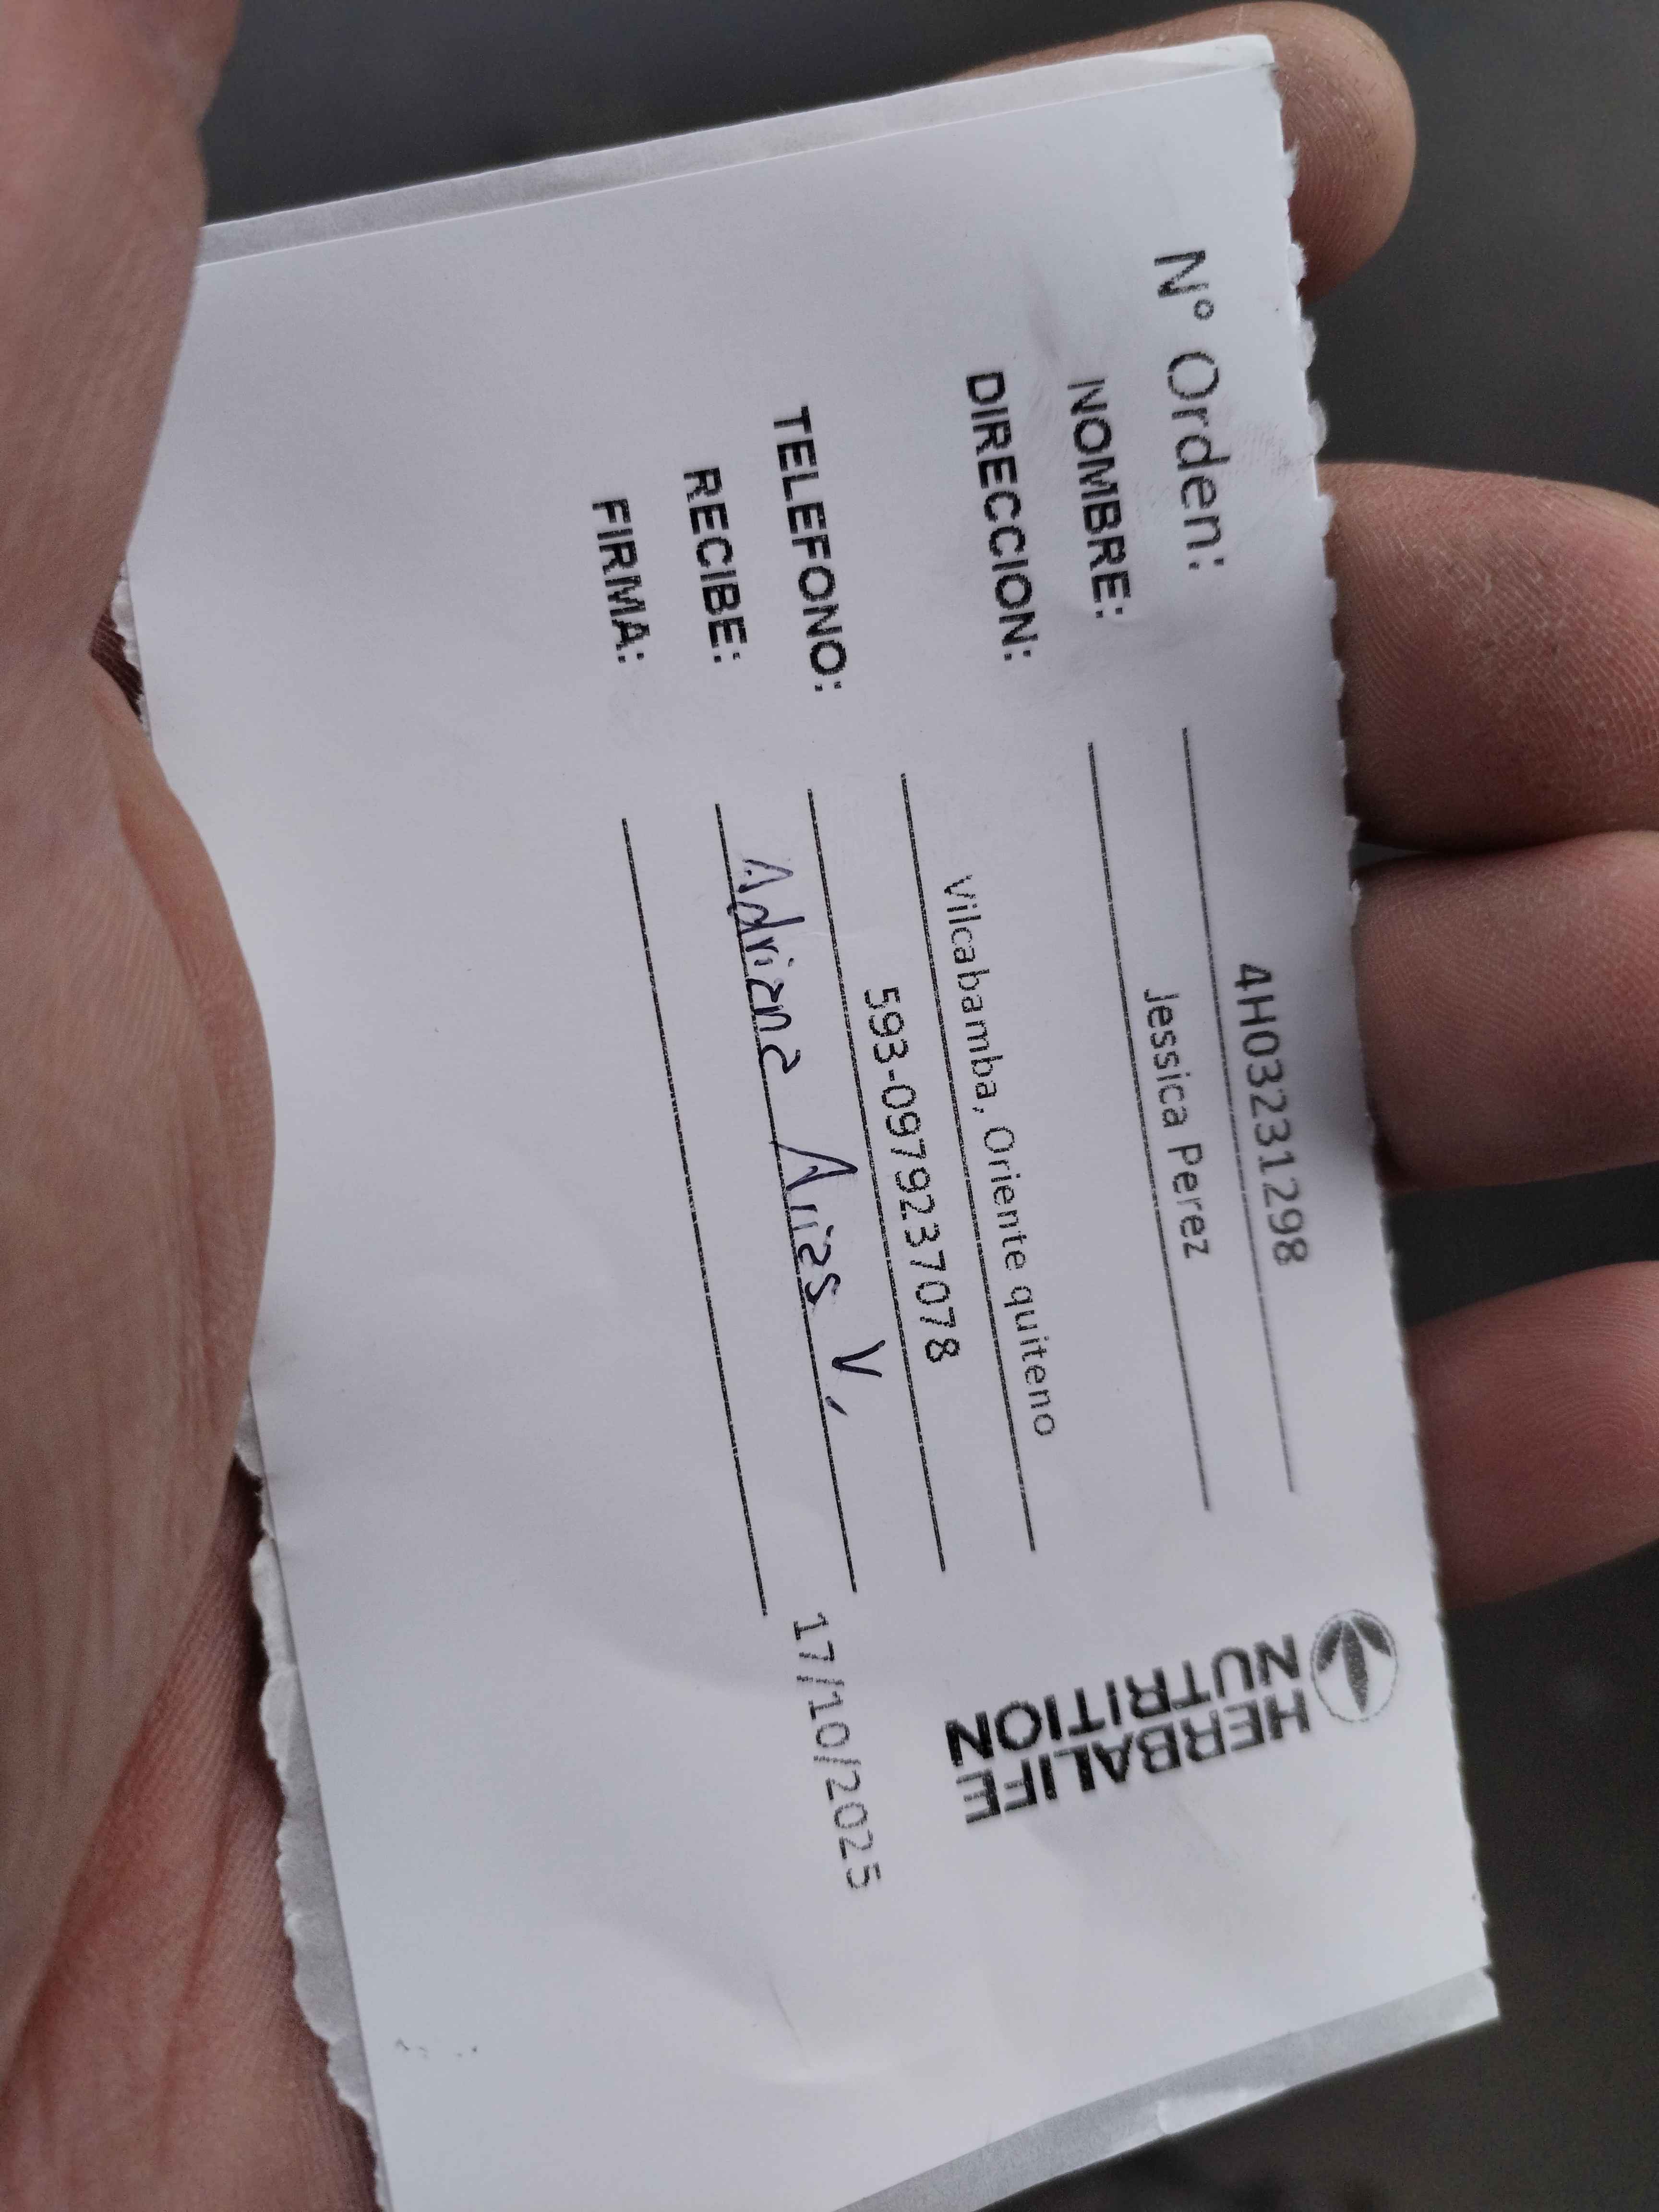 N° Orden: 4H03231298
NOMBRE: Jessica Perez
DIRECCION: Vilcabamba, Oriente quiteno
TELEFONO: 593-0979237078
RECIBE: Adriana Arias V.
FIRMA:
17/10/2025
HERBALIFE
NUTRITION